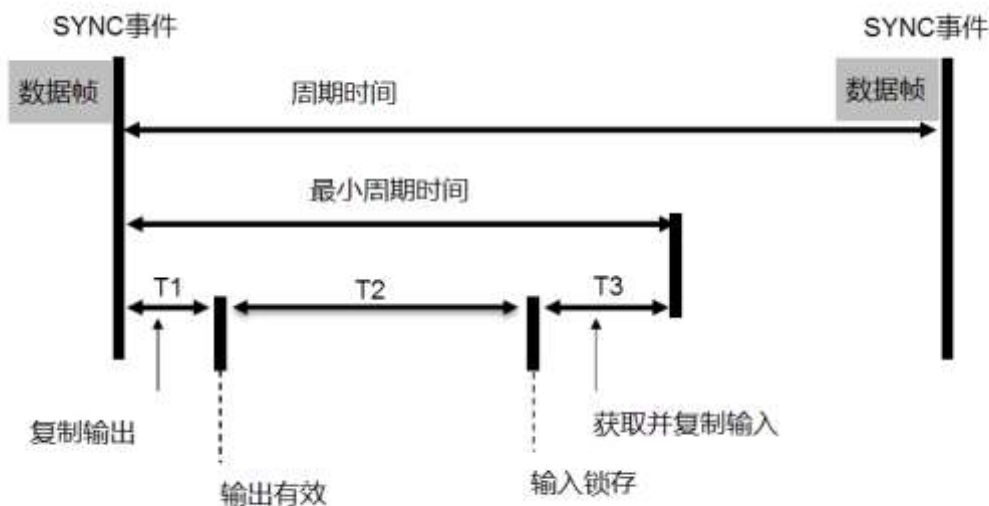 SYNC事件
SYNC事件
数据帧
周期时间
数据帧
最小周期时间
T1
T2
T3
复制输出
获取并复制输入
输出有效
输入锁存